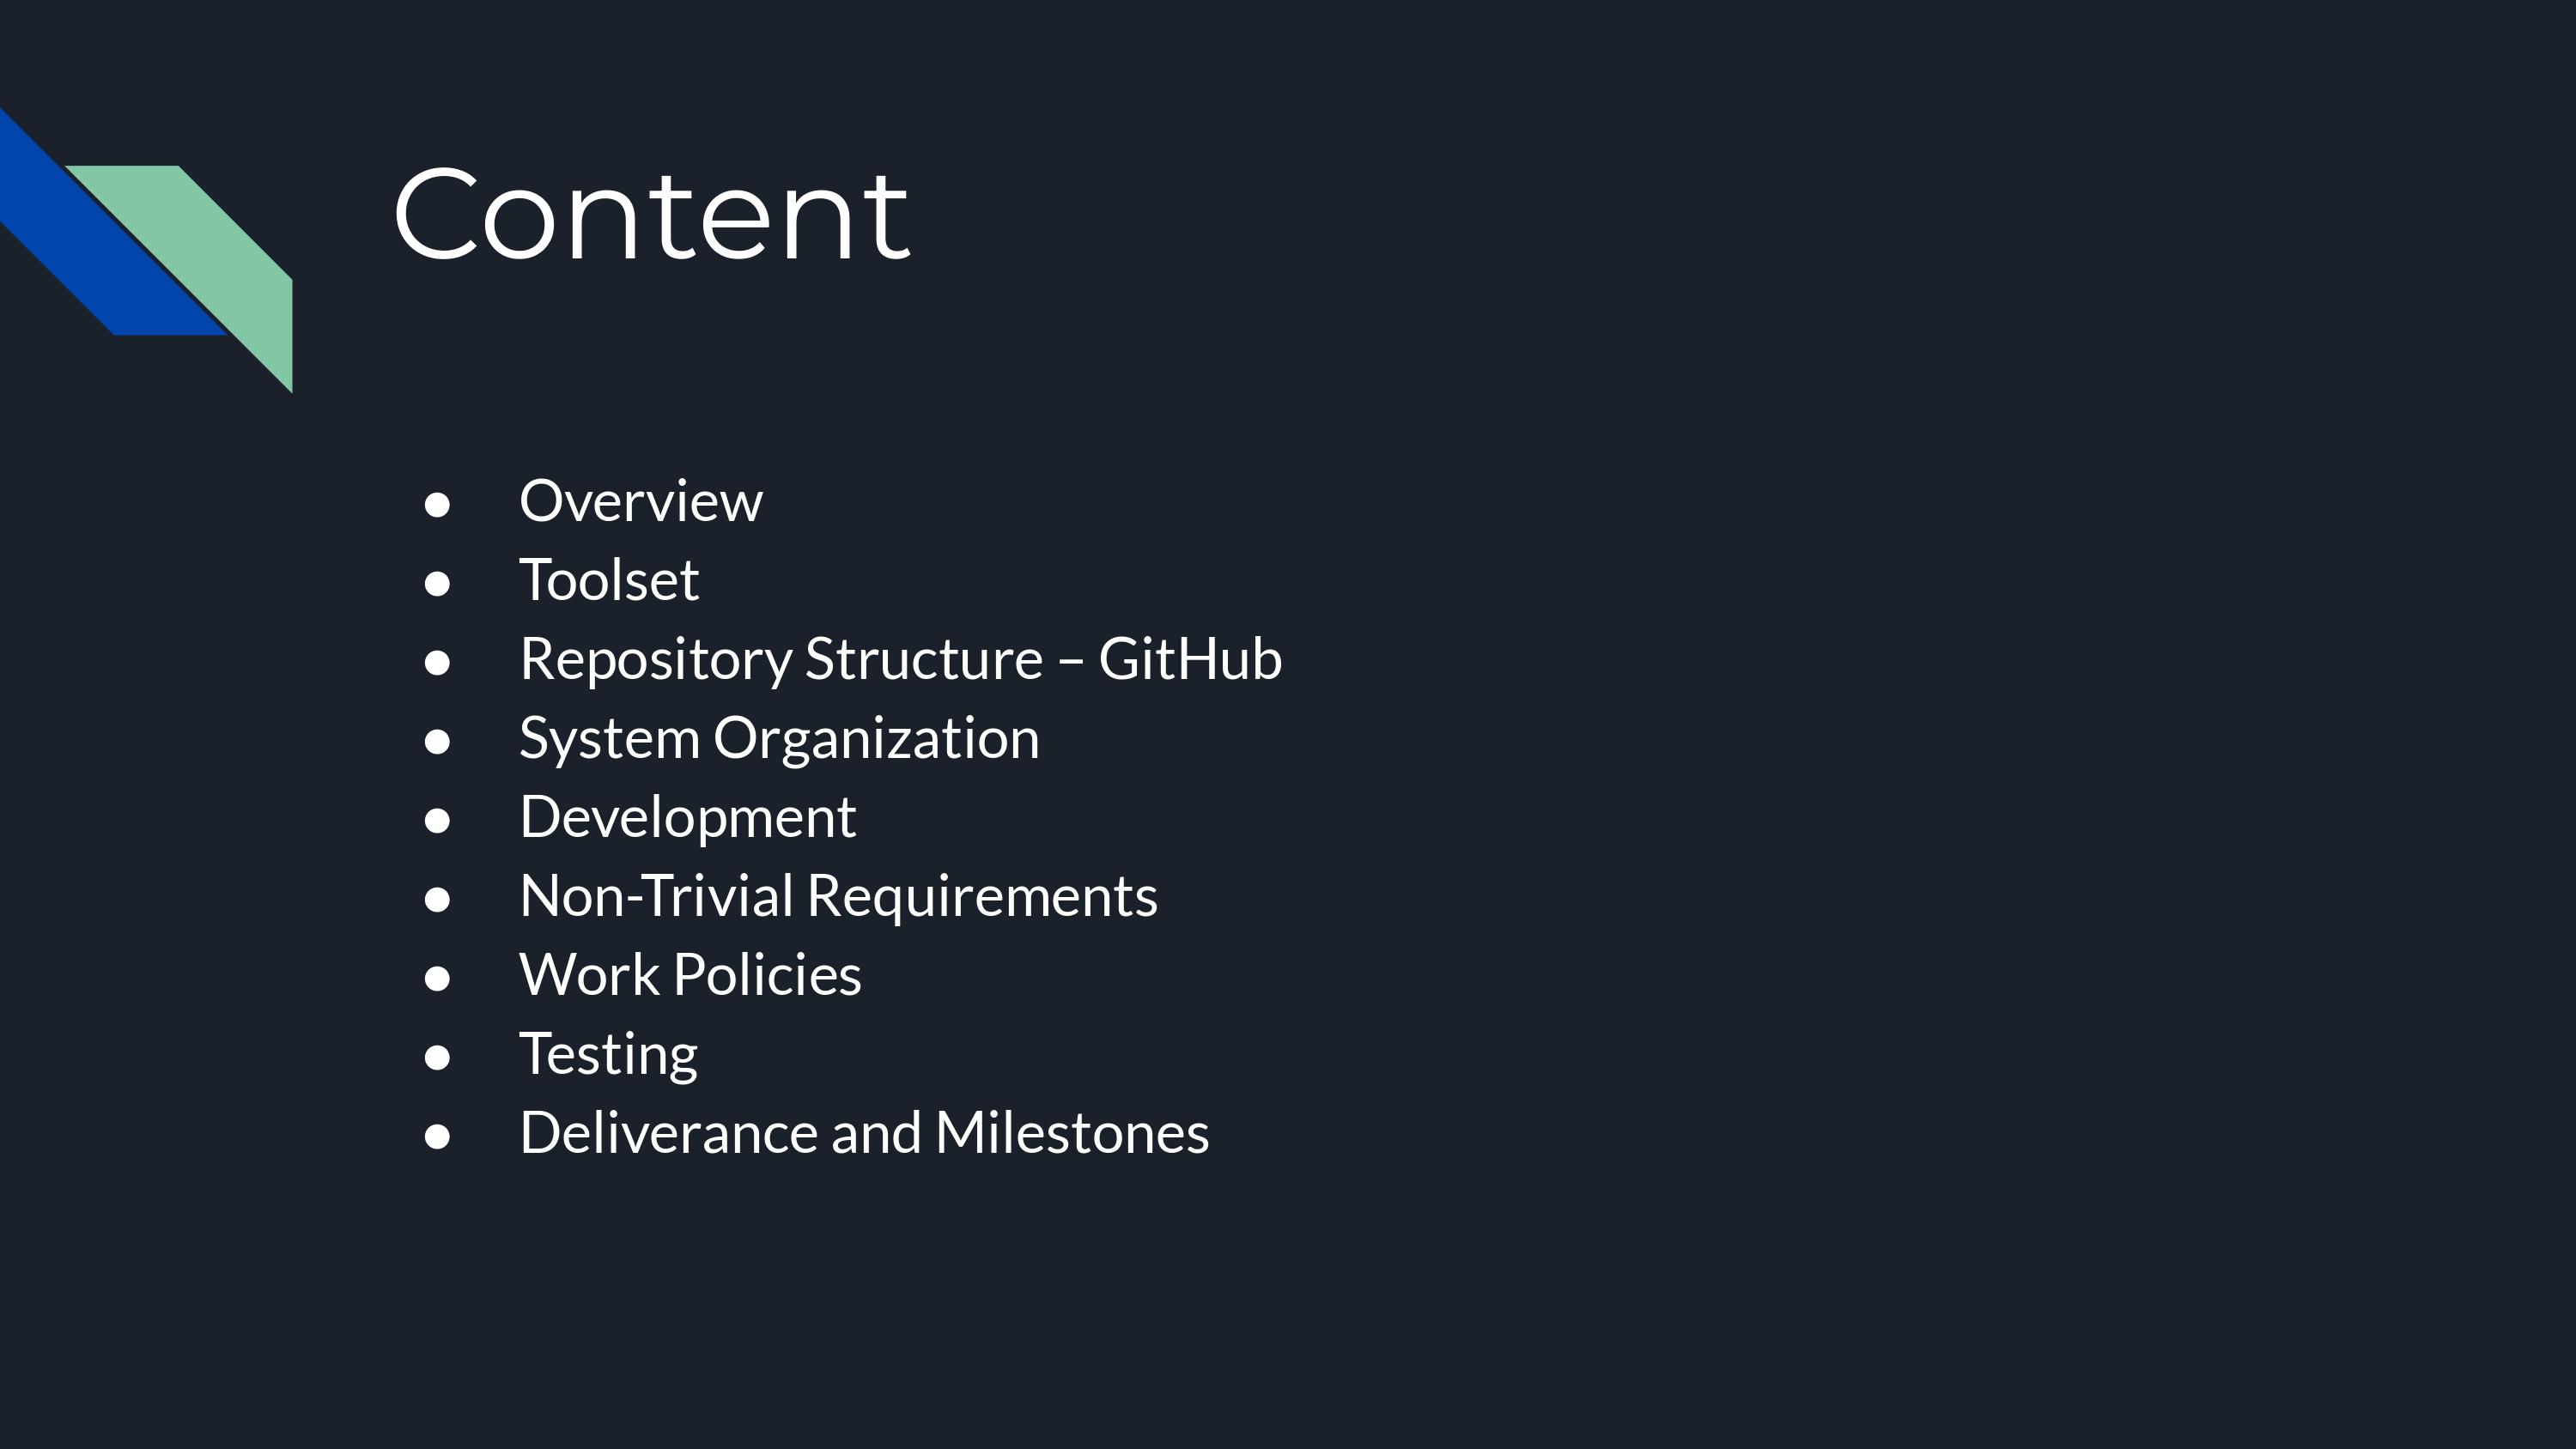 Content
● Overview
● Toolset
● Repository Structure – GitHub
● System Organization
● Development
● Non-Trivial Requirements
● Work Policies
● Testing
● Deliverance and Milestones